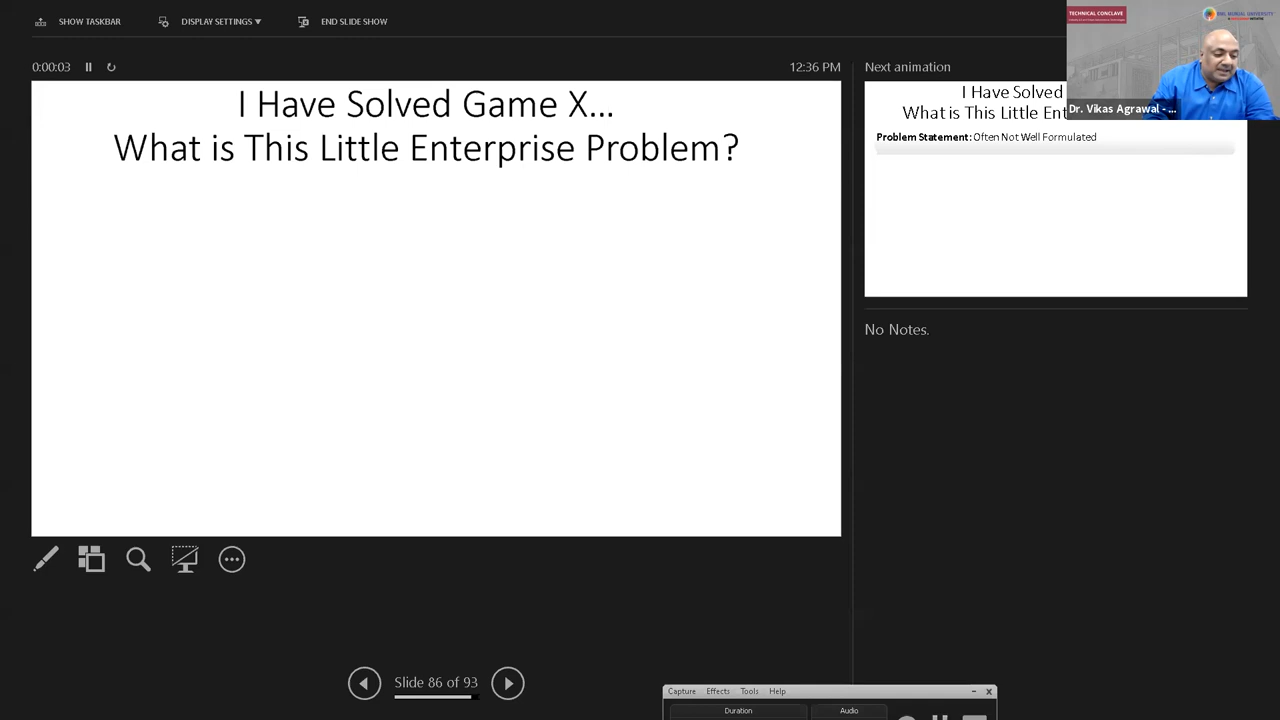 SHOW TASKBAR
DISPLAY SETTINGS ▼
END SLIDE SHOW
0:00:03
12:36 PM
I Have Solved Game X...
What is This Little Enterprise Problem?
Next animation
I Have Solved
What is This Little Ent
Problem Statement: Often Not Well Formulated
TECHNICAL CONCLAVE
Dr. Vikas Agrawal - ...
No Notes.
Slide 86 of 93
Capture Effects Tools Help
Duration
Audio